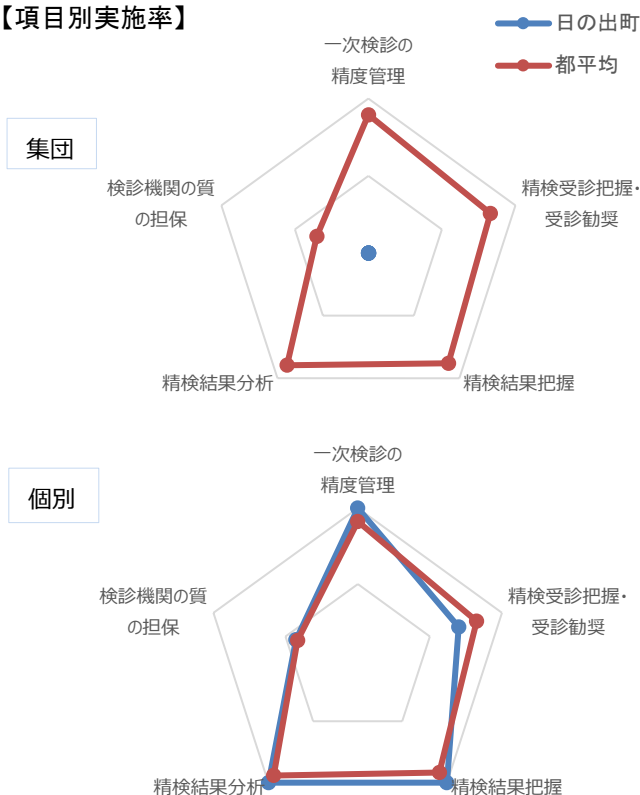 【項目別実施率】
日の出町
都平均
集団
一次検診の
精度管理
検診機関の質
の担保
精検受診把握・
受診勧奨
精検結果分析
精検結果把握
個別
一次検診の
精度管理
検診機関の質
の担保
精検受診把握・
受診勧奨
精検結果分析
精検結果把握